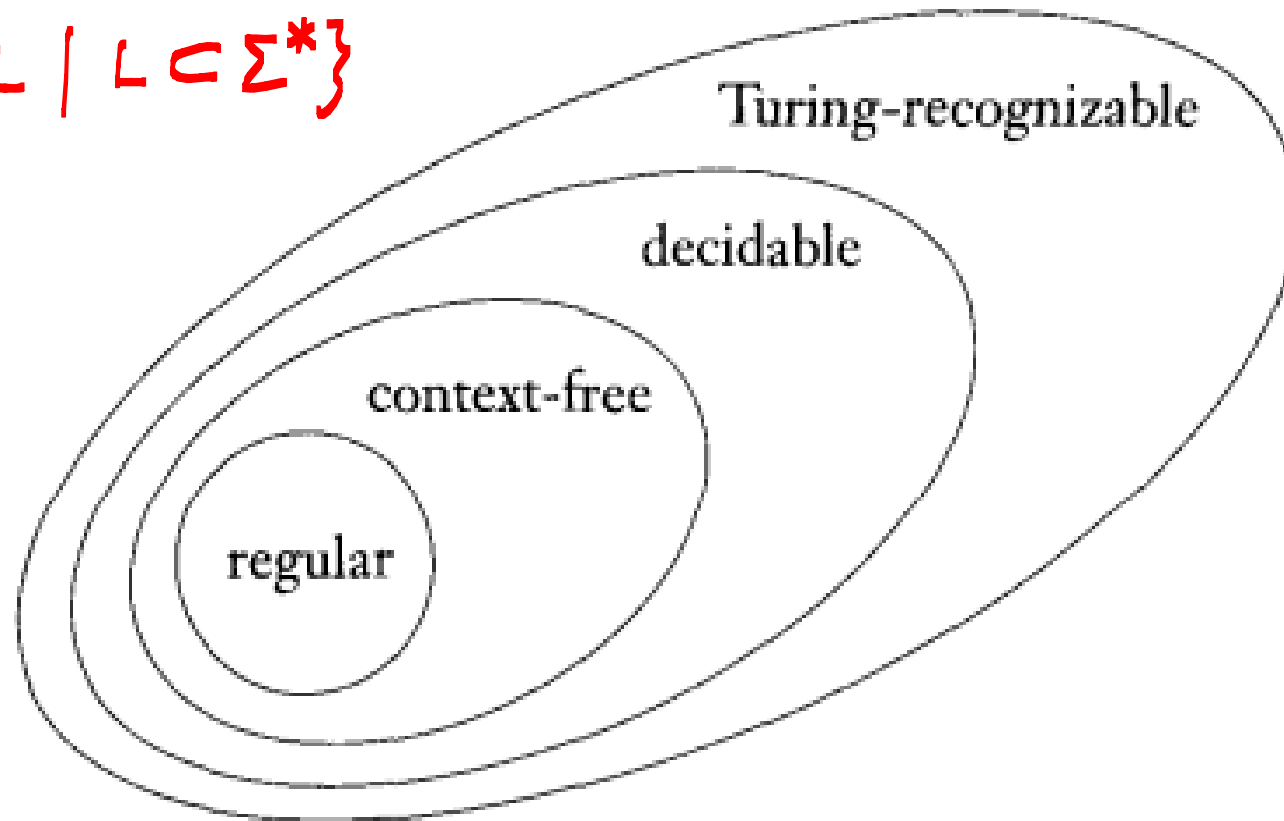 L | L ⊂ Σ*}
Turing-recognizable
decidable
context-free
regular